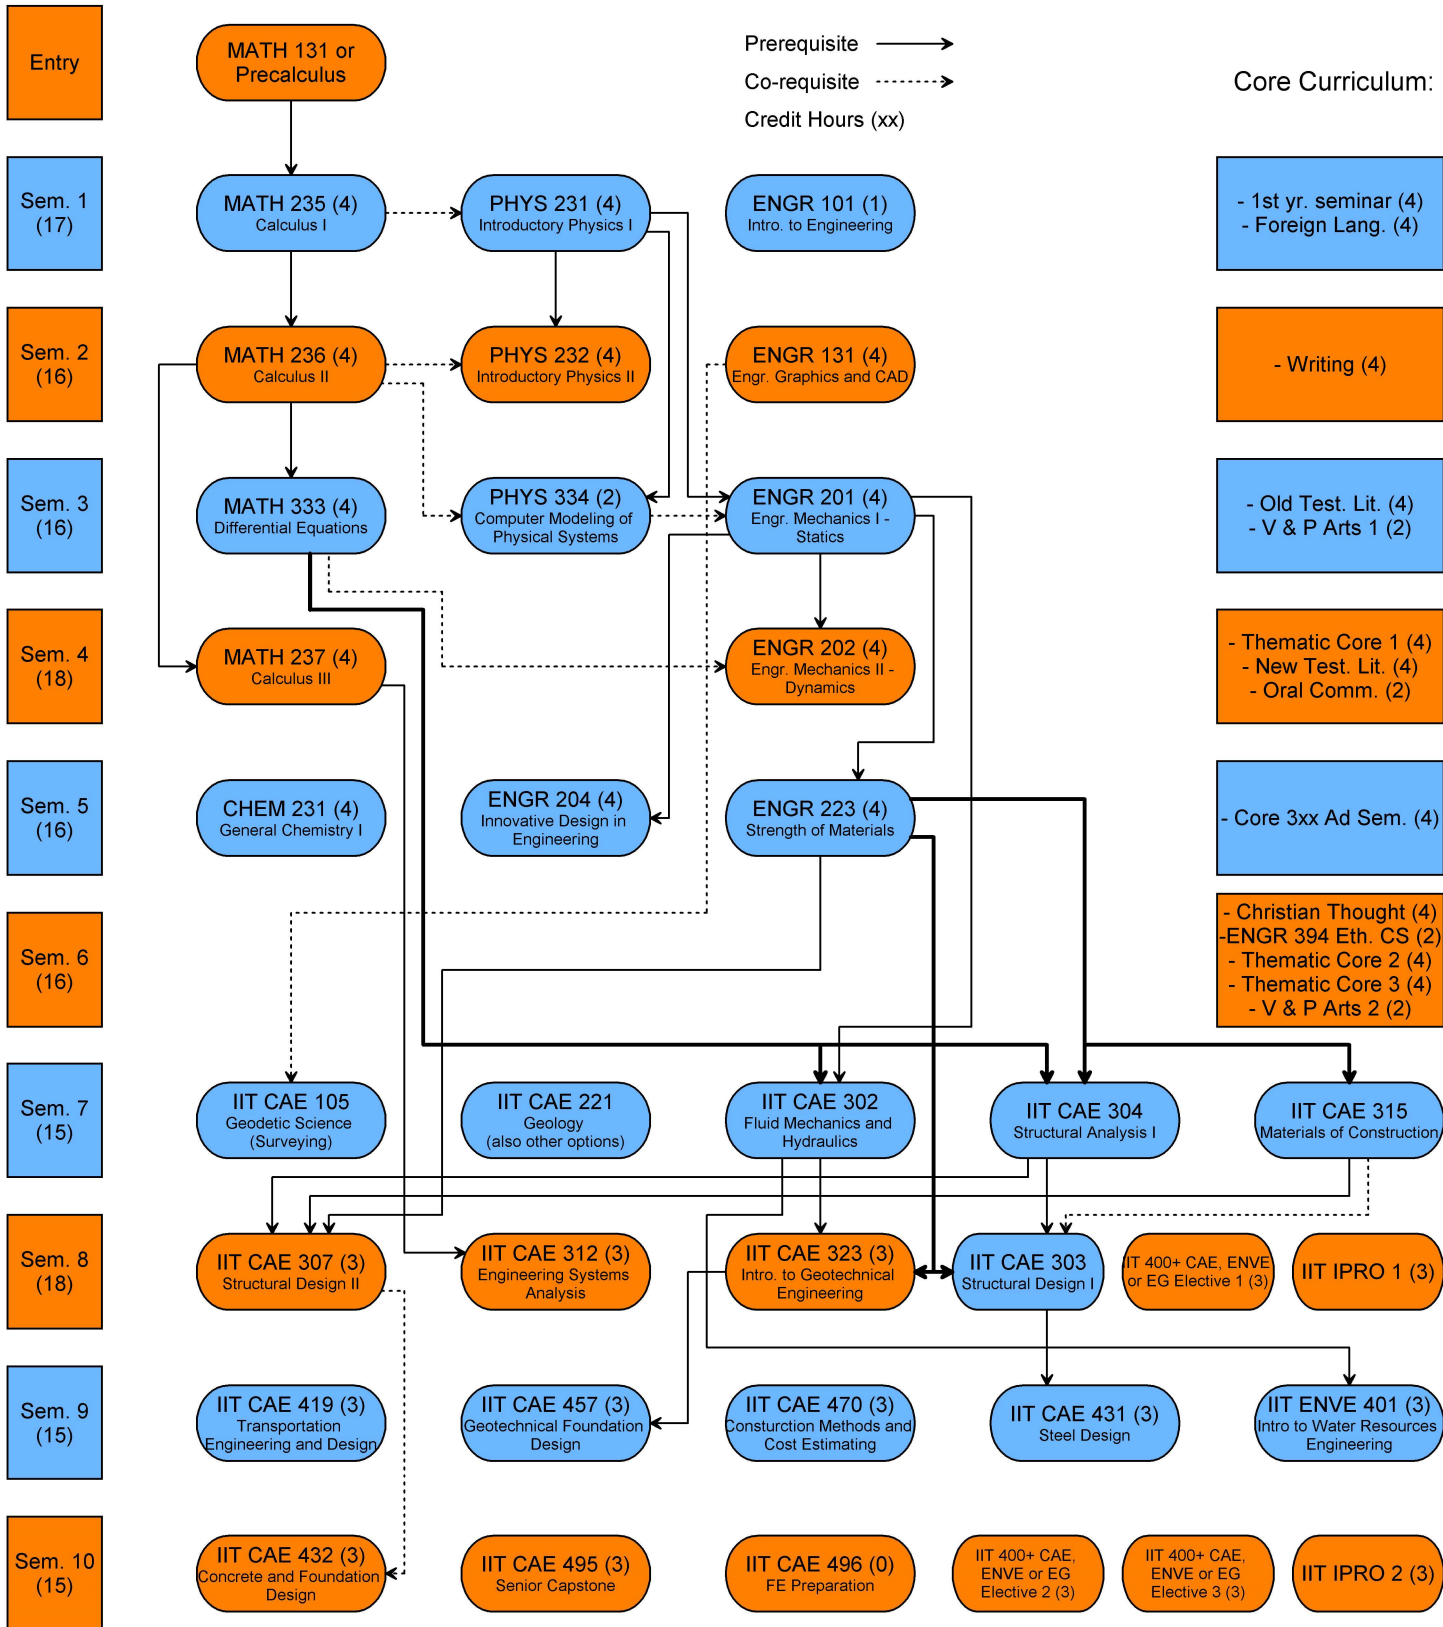 Entry
MATH 131 or
Precalculus
Prerequisite
Co-requisite
Credit Hours (xx)
Core Curriculum:
Sem. 1
(17)
MATH 235 (4)
Calculus I
PHYS 231 (4)
Introductory Physics I
ENGR 101 (1)
Intro. to Engineering
- 1st yr. seminar (4)
- Foreign Lang. (4)
Sem. 2
(16)
MATH 236 (4)
Calculus II
PHYS 232 (4)
Introductory Physics II
ENGR 131 (4)
Engr. Graphics and CAD
- Writing (4)
Sem. 3
(16)
MATH 333 (4)
Differential Equations
PHYS 334 (2)
Computer Modeling of
Physical Systems
ENGR 201 (4)
Engr. Mechanics I -
Statics
- Old Test. Lit. (4)
- V & P Arts 1 (2)
Sem. 4
(18)
MATH 237 (4)
Calculus III
ENGR 202 (4)
Engr. Mechanics II -
Dynamics
- Thematic Core 1 (4)
- New Test. Lit. (4)
- Oral Comm. (2)
Sem. 5
(16)
CHEM 231 (4)
General Chemistry I
ENGR 204 (4)
Innovative Design in
Engineering
ENGR 223 (4)
Strength of Materials
- Core 3xx Ad Sem. (4)
Sem. 6
(16)
- Christian Thought (4)
-ENGR 394 Eth. CS (2)
- Thematic Core 2 (4)
- Thematic Core 3 (4)
- V & P Arts 2 (2)
Sem. 7
(15)
IIT CAE 105
Geodetic Science
(Surveying)
IIT CAE 221
Geology
(also other options)
IIT CAE 302
Fluid Mechanics and
Hydraulics
IIT CAE 304
Structural Analysis I
IIT CAE 315
Materials of Construction
Sem. 8
(18)
IIT CAE 307 (3)
Structural Design II
IIT CAE 312 (3)
Engineering Systems
Analysis
IIT CAE 323 (3)
Intro. to Geotechnical
Engineering
IIT CAE 303
Structural Design I
IIT 400+ CAE, ENVE
or EG Elective 1 (3)
IIT IPRO 1 (3)
Sem. 9
(15)
IIT CAE 419 (3)
Transportation
Engineering and Design
IIT CAE 457 (3)
Geotechnical Foundation
Design
IIT CAE 470 (3)
Consturction Methods and
Cost Estimating
IIT CAE 431 (3)
Steel Design
IIT ENVE 401 (3)
Intro to Water Resources
Engineering
Sem. 10
(15)
IIT CAE 432 (3)
Concrete and Foundation
Design
IIT CAE 495 (3)
Senior Capstone
IIT CAE 496 (0)
FE Preparation
IIT 400+ CAE,
ENVE or EG
Elective 2 (3)
IIT 400+ CAE,
ENVE or EG
Elective 3 (3)
IIT IPRO 2 (3)